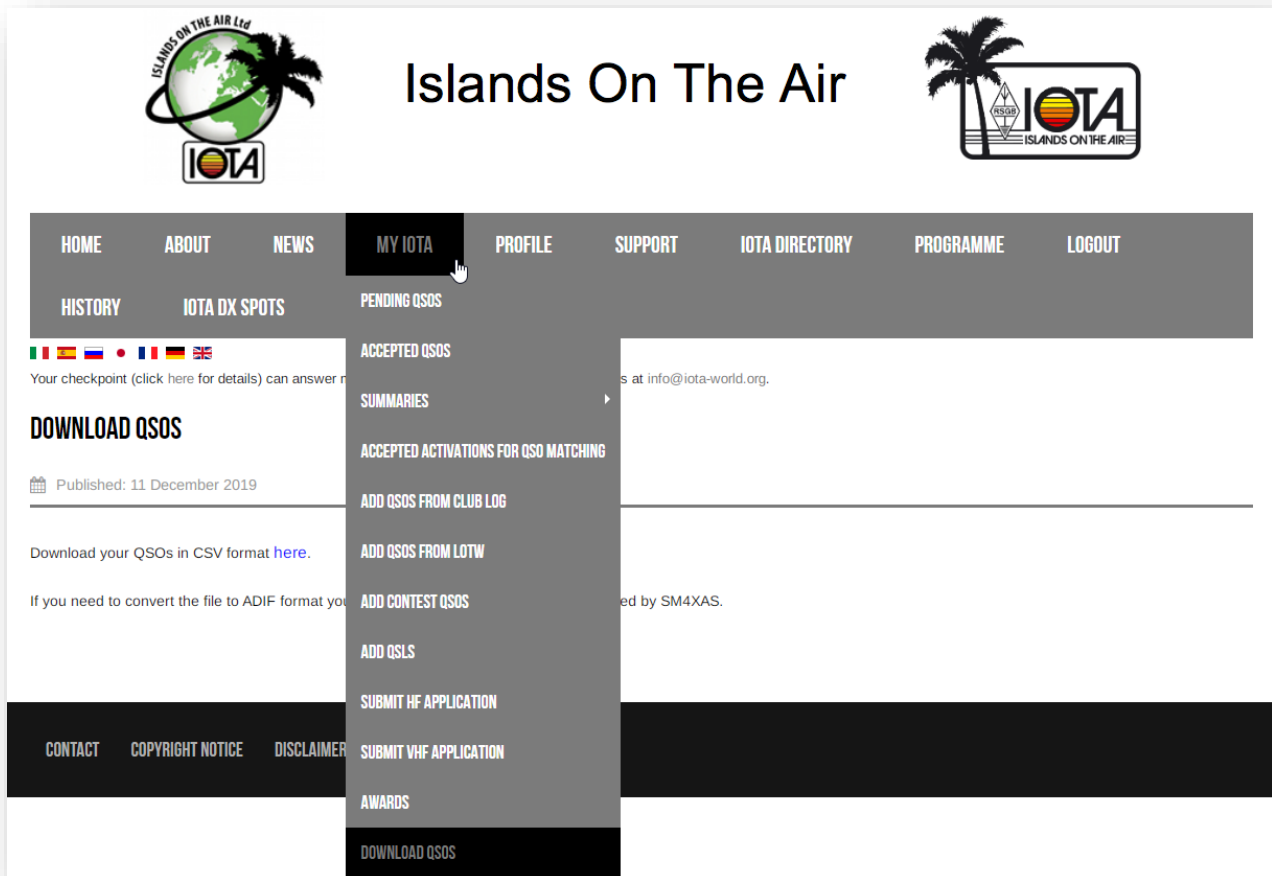 ISLANDS ON THE AIR Ltd
IOTA
Islands On The Air
RSGB
IOTA
ISLANDS ON THE AIR
HOME ABOUT NEWS MY IOTA PROFILE SUPPORT IOTA DIRECTORY PROGRAMME LOGOUT
HISTORY IOTA DX SPOTS
PENDING QSOS
ACCEPTED QSOS
SUMMARIES
ACCEPTED ACTIVATIONS FOR QSO MATCHING
ADD QSOS FROM CLUB LOG
ADD QSOS FROM LOTW
ADD CONTEST QSOS
ADD QSLS
SUBMIT HF APPLICATION
SUBMIT VHF APPLICATION
AWARDS
DOWNLOAD QSOS
Your checkpoint (click here for details) can answer s at info@iota-world.org.
DOWNLOAD QSOS
Published: 11 December 2019
Download your QSOs in CSV format here.
If you need to convert the file to ADIF format you ed by SM4XAS.
CONTACT COPYRIGHT NOTICE DISCLAIMER